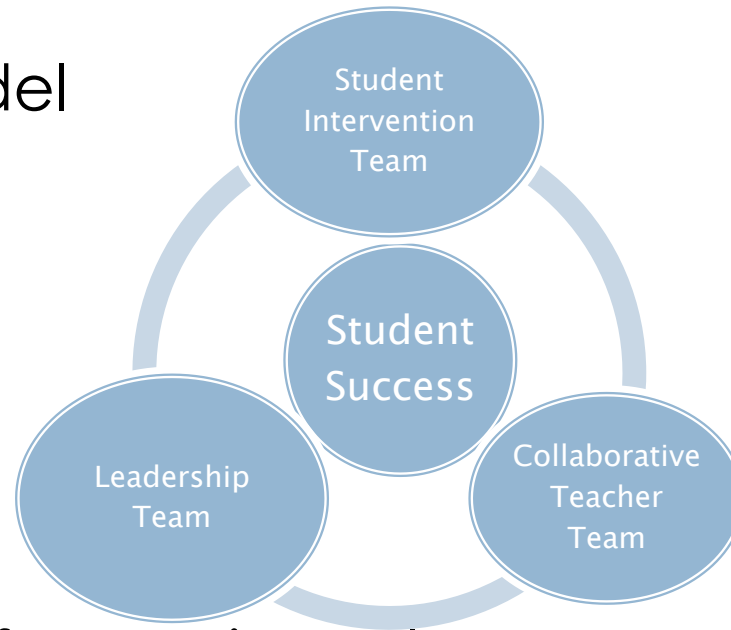 del
Student
Intervention
Team
Student
Success
Leadership
Team
Collaborative
Teacher
Team